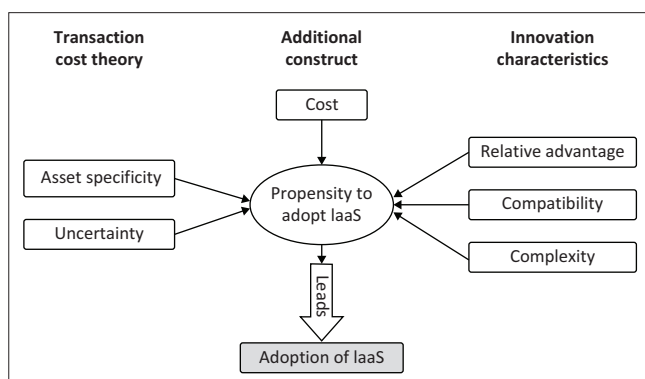 Transaction
cost theory
Additional
construct
Innovation
characteristics
Cost
Asset specificity
Uncertainty
Propensity to
adopt IaaS
Relative advantage
Compatibility
Complexity
Leads
Adoption of IaaS